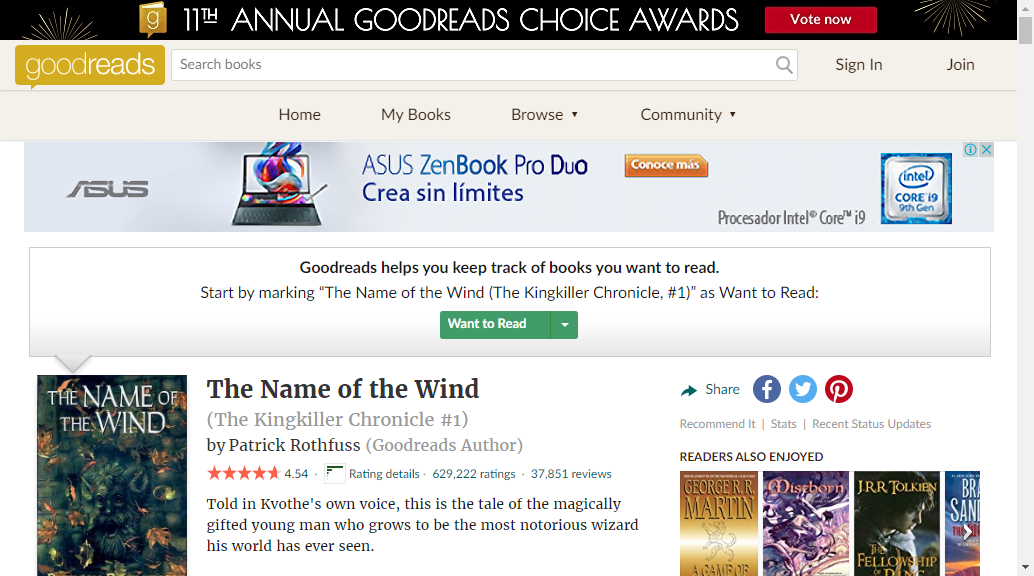 11TH ANNUAL GOODREADS CHOICE AWARDS
Vote now
goodreads
Search books
Sign In
Join
Home
My Books
Browse ▾
Community ▾
ASUS
ASUS ZenBook Pro Duo
Crea sin límites
Conoce más
Procesador Intel® Core™ i9
intel
CORE i9
9th Gen
Goodreads helps you keep track of books you want to read.
Start by marking “The Name of the Wind (The Kingkiller Chronicle, #1)” as Want to Read:
Want to Read
THE NAME OF
THE WIND
The Name of the Wind
(The Kingkiller Chronicle #1)
by Patrick Rothfuss (Goodreads Author)
4.54 · Rating details · 629,222 ratings · 37,851 reviews
Told in Kvothe's own voice, this is the tale of the magically
gifted young man who grows to be the most notorious wizard
his world has ever seen.
Share
Recommend It | Stats | Recent Status Updates
READERS ALSO ENJOYED
GEORGE R. R.
MARTIN
A GAME OF
Mistborn
J.R.R. TOLKIEN
THE
FELLOWSHIP
BRA
SAN